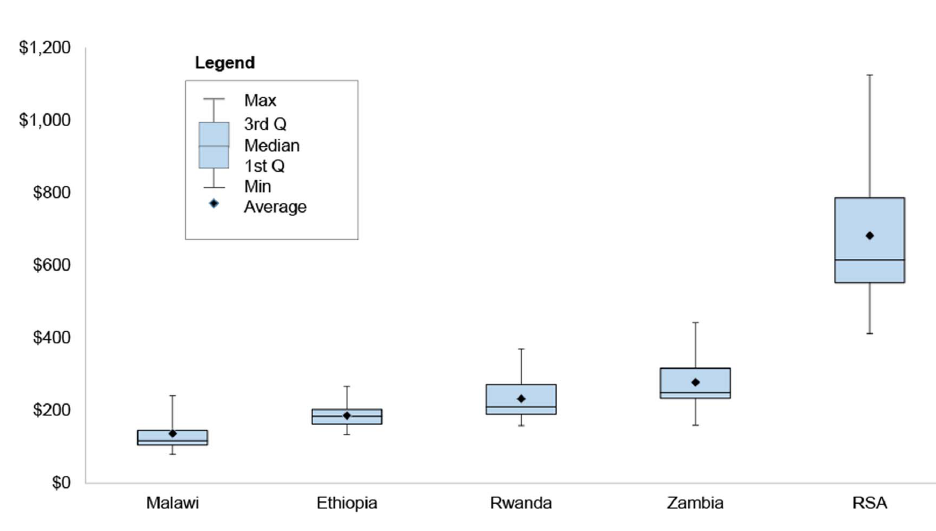 $1,200
$1,000
$800
$600
$400
$200
$0
Legend
Max
3rd Q
Median
1st Q
Min
Average
Malawi Ethiopia Rwanda Zambia RSA